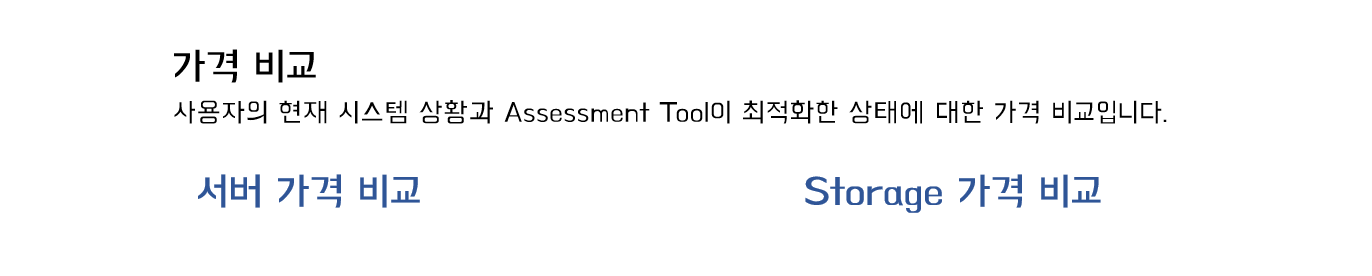 가격 비교
사용자의 현재 시스템 상황과 Assessment Tool이 최적화한 상태에 대한 가격 비교입니다.
서버 가격 비교
Storage 가격 비교